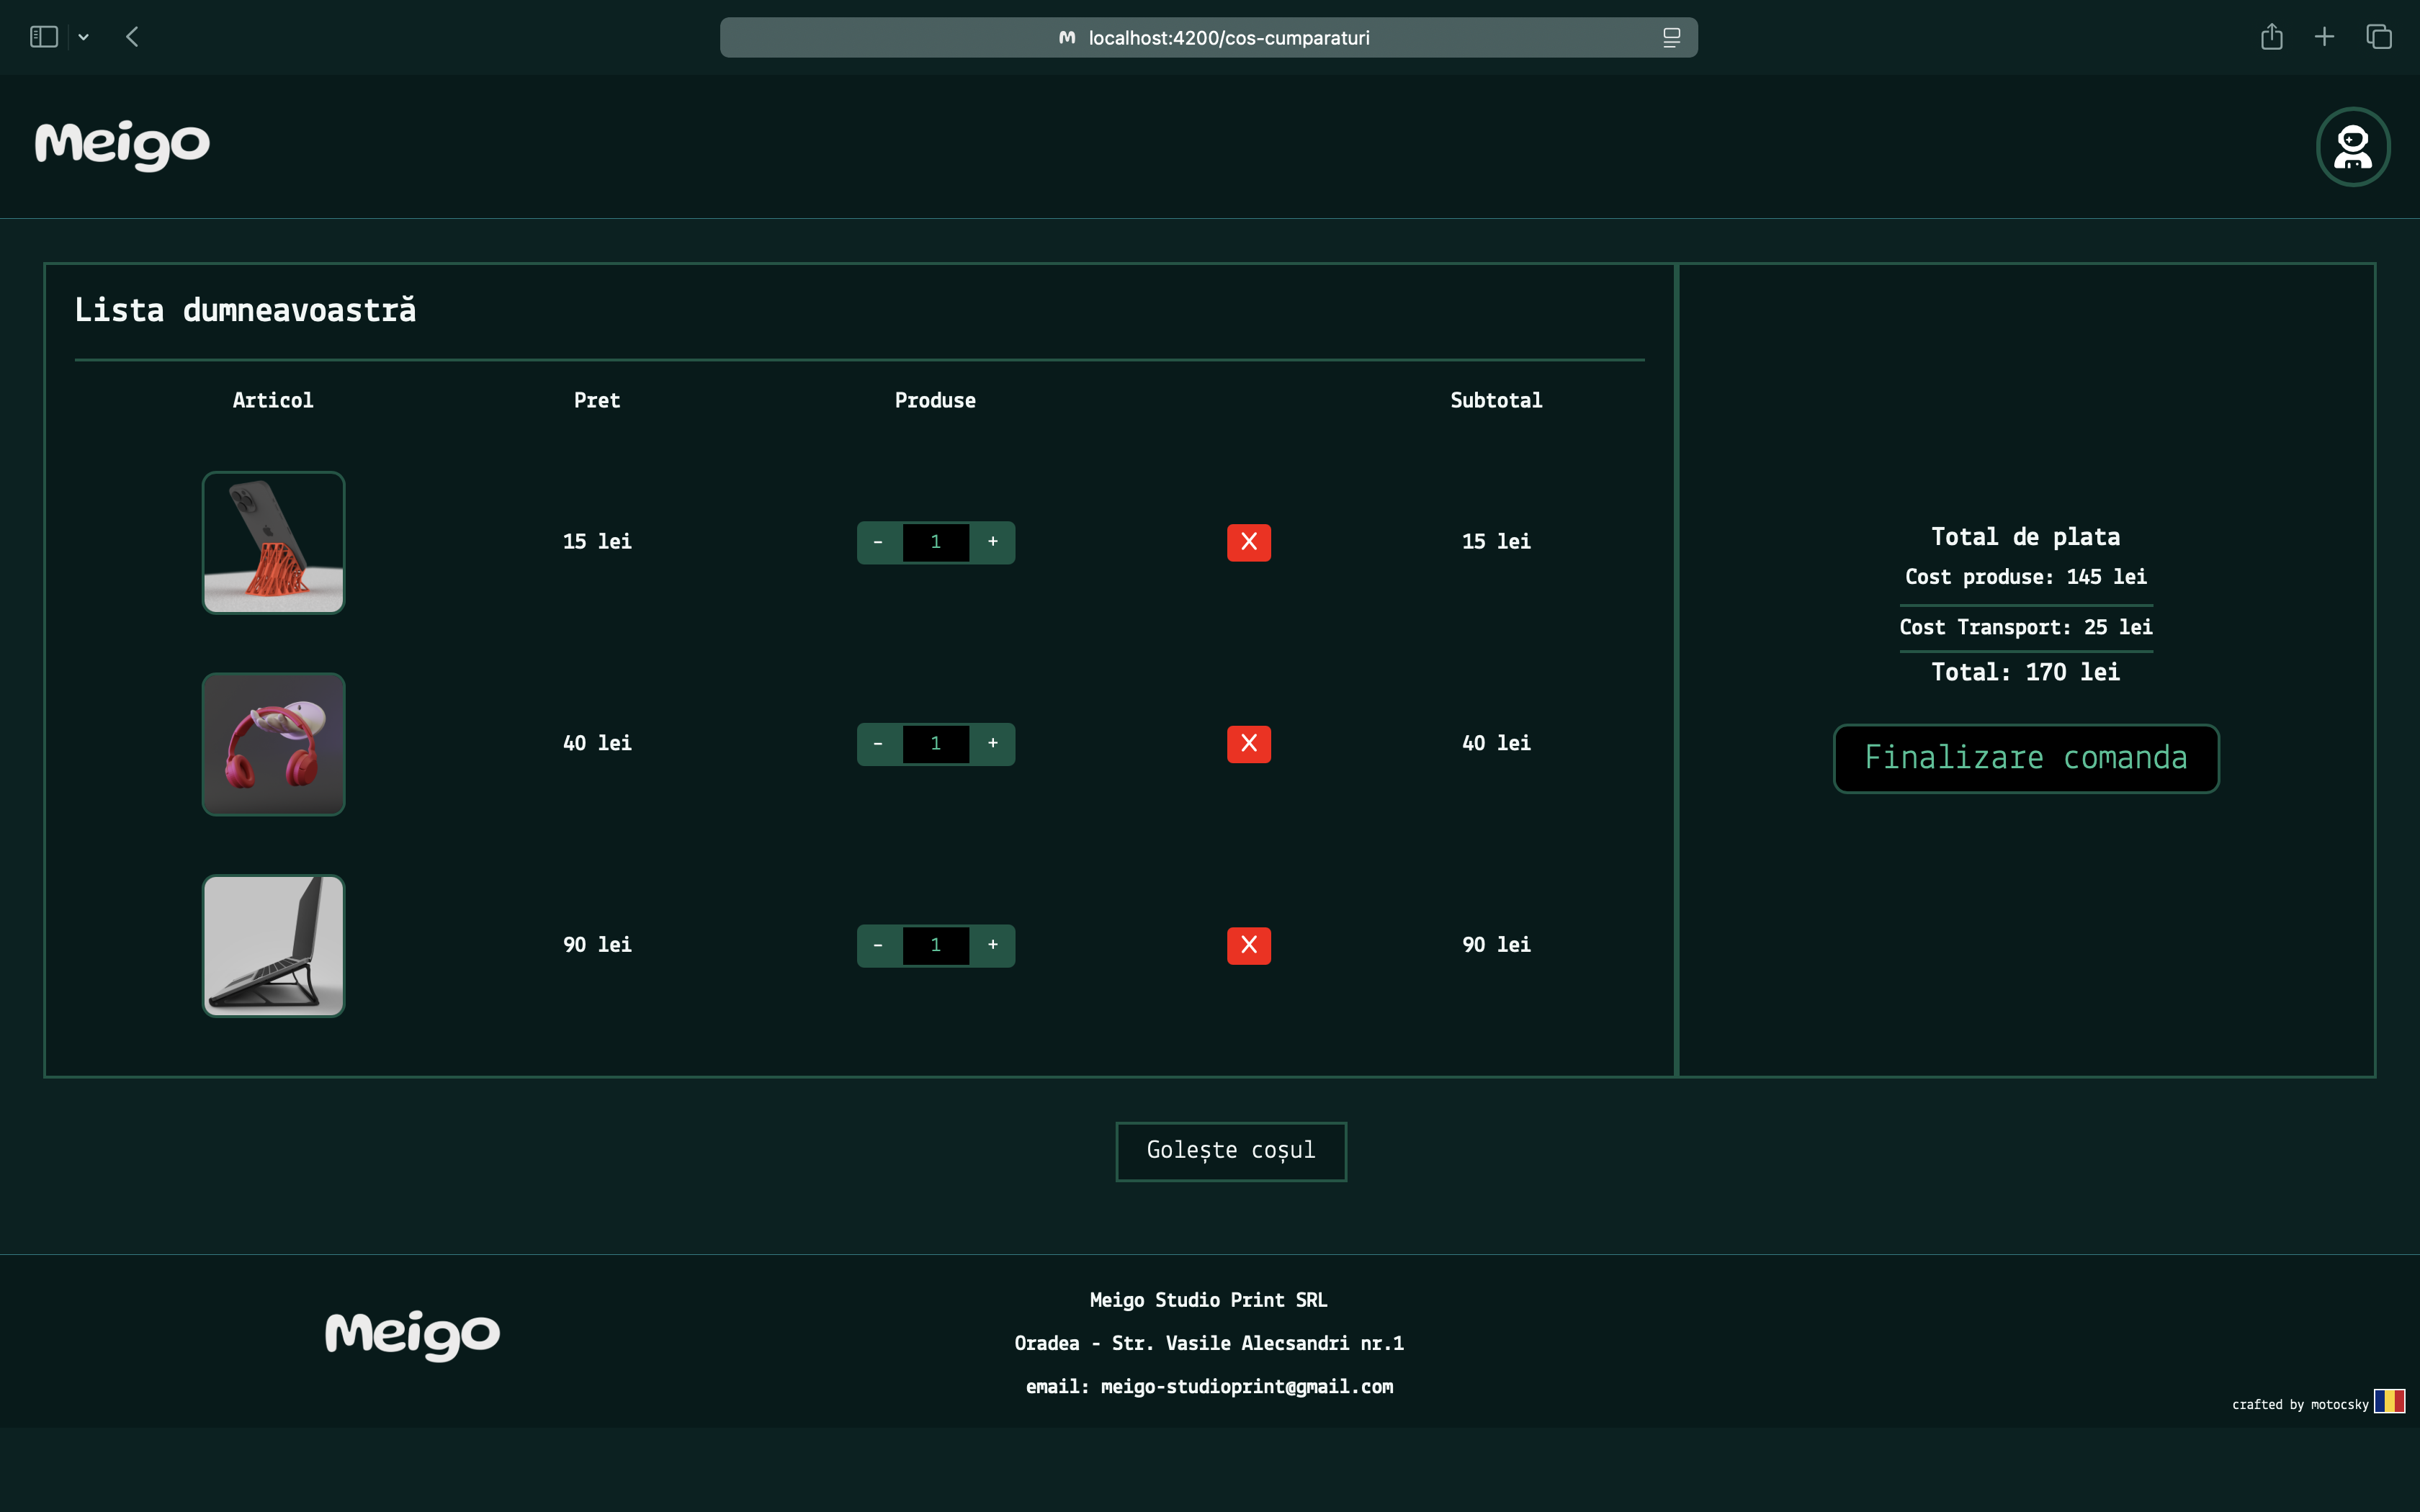 localhost:4200/cos-cumparaturi
Meigo
Lista dumneavoastră
Articol Pret Produse Subtotal
15 lei - 1 + X 15 lei
40 lei - 1 + X 40 lei
90 lei - 1 + X 90 lei
Total de plata
Cost produse: 145 lei
Cost Transport: 25 lei
Total: 170 lei
Finalizare comanda
Golește coșul
Meigo
Meigo Studio Print SRL
Oradea - Str. Vasile Alecsandri nr.1
email: meigo-studioprint@gmail.com
crafted by motocsky